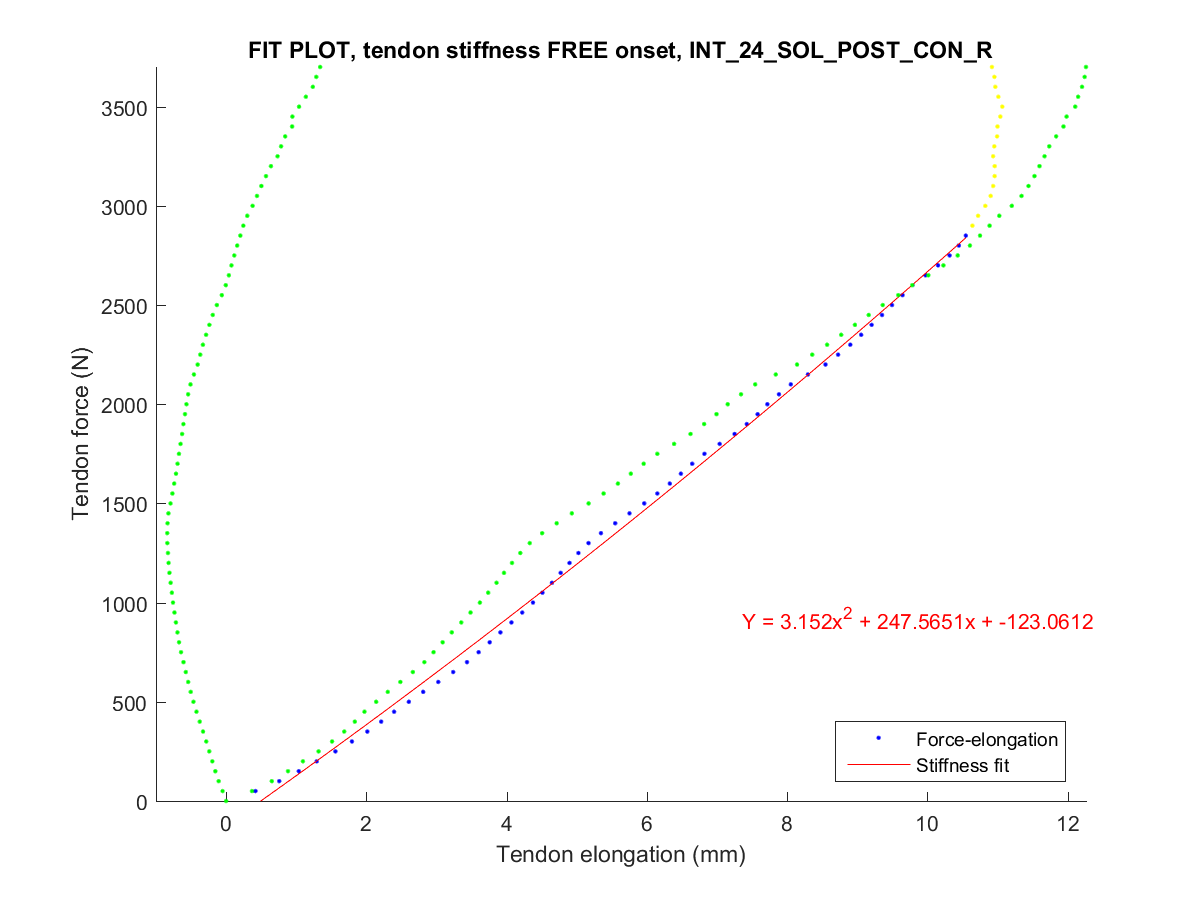 FIT PLOT, tendon stiffness FREE onset, INT_24_SOL_POST_CON_R
3500
3000
2500
2000
1500
1000
500
0
Tendon force (N)
Y = 3.152x² + 247.5651x + -123.0612
Force-elongation
Stiffness fit
0 2 4 6 8 10 12
Tendon elongation (mm)